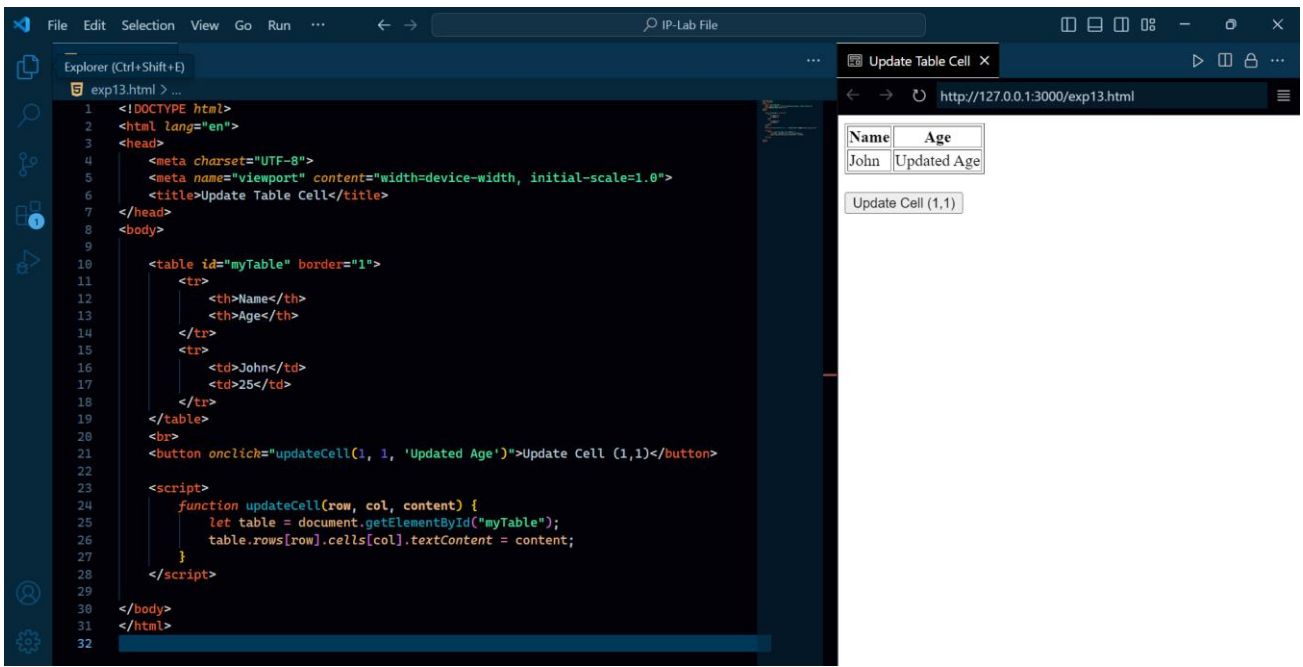 File Edit Selection View Go Run ··· IP-Lab File
Explorer (Ctrl+Shift+E)
exp13.html > ...
1 <!DOCTYPE html>
2 <html lang="en">
3 <head>
4 <meta charset="UTF-8">
5 <meta name="viewport" content="width=device-width, initial-scale=1.0">
6 <title>Update Table Cell</title>
7 </head>
8 <body>
9
10 <table id="myTable" border="1">
11 <tr>
12 <th>Name</th>
13 <th>Age</th>
14 </tr>
15 <tr>
16 <td>John</td>
17 <td>25</td>
18 </tr>
19 </table>
20 <br>
21 <button onclick="updateCell(1, 1, 'Updated Age')">Update Cell (1,1)</button>
22
23 <script>
24 function updateCell(row, col, content) {
25 let table = document.getElementById("myTable");
26 table.rows[row].cells[col].textContent = content;
27 }
28 </script>
29
30 </body>
31 </html>
32
1
Update Table Cell
http://127.0.0.1:3000/exp13.html
Name Age
John Updated Age
Update Cell (1,1)